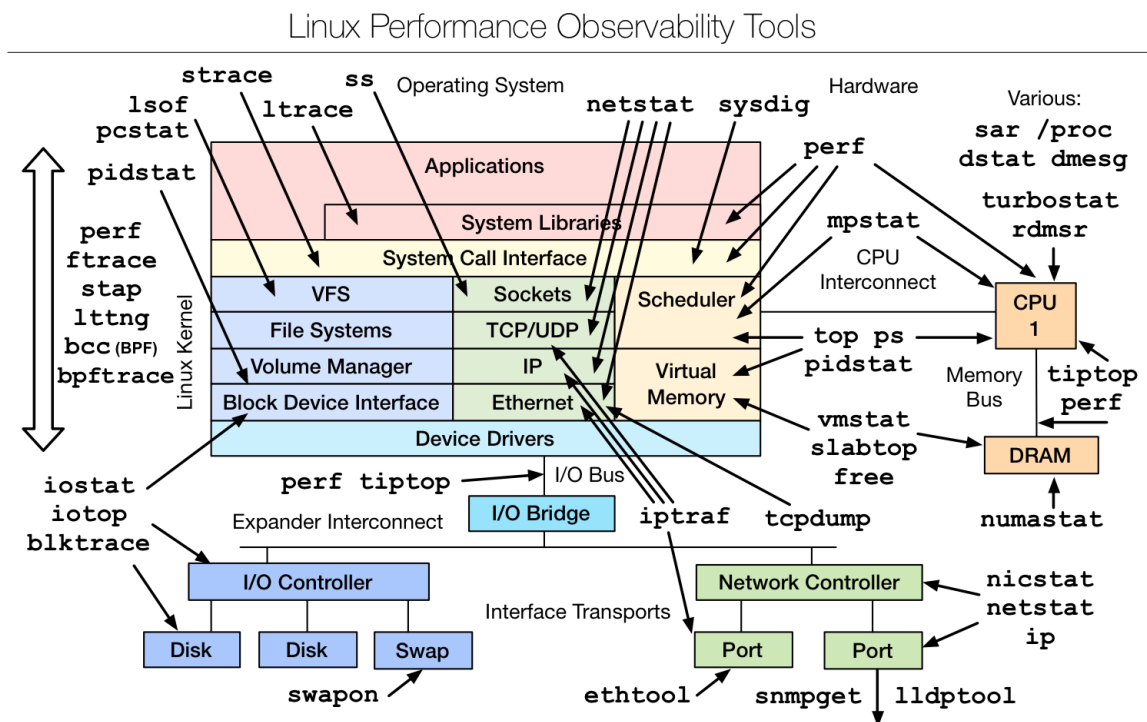 Linux Performance Observability Tools
strace
ss
Operating System
netstat
sysdig
Hardware
Various:
lsof
ltrace
pcstat
sar /proc
dstat dmesg
pidstat
Applications
perf
turbostat
rdmsr
System Libraries
mpstat
perf
ftrace
stap
lttng
bcc (BPF)
bpftrace
Linux Kernel
System Call Interface
CPU
Interconnect
VFS
Sockets
Scheduler
CPU
1
File Systems
TCP/UDP
top ps
pidstat
Volume Manager
IP
Virtual
Memory
Memory
Bus
tiptop
perf
Block Device Interface
Ethernet
vmstat
slabtop
free
Device Drivers
DRAM
iostat
iotop
blktrace
perf tiptop
I/O Bus
I/O Bridge
iptraf
tcpdump
numastat
Expander Interconnect
I/O Controller
Network Controller
nicstat
netstat
ip
Interface Transports
Disk
Disk
Swap
Port
Port
swapon
ethtool
snmpget
lldptool